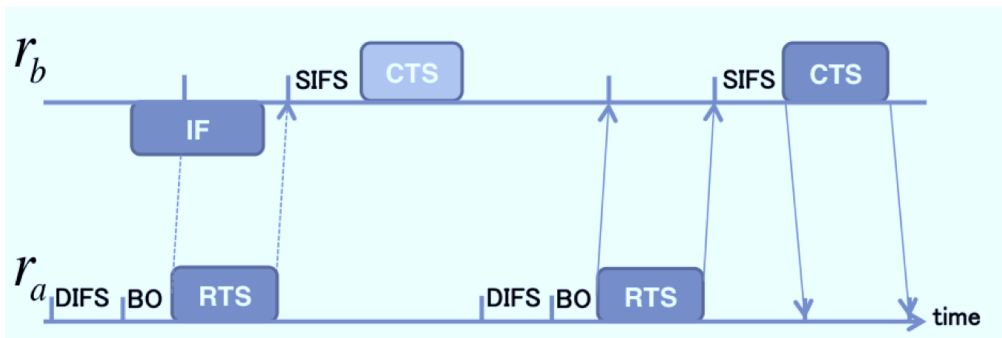 r_b
SIFS
CTS
SIFS
CTS
IF
r_a
DIFS
BO
RTS
DIFS
BO
RTS
time